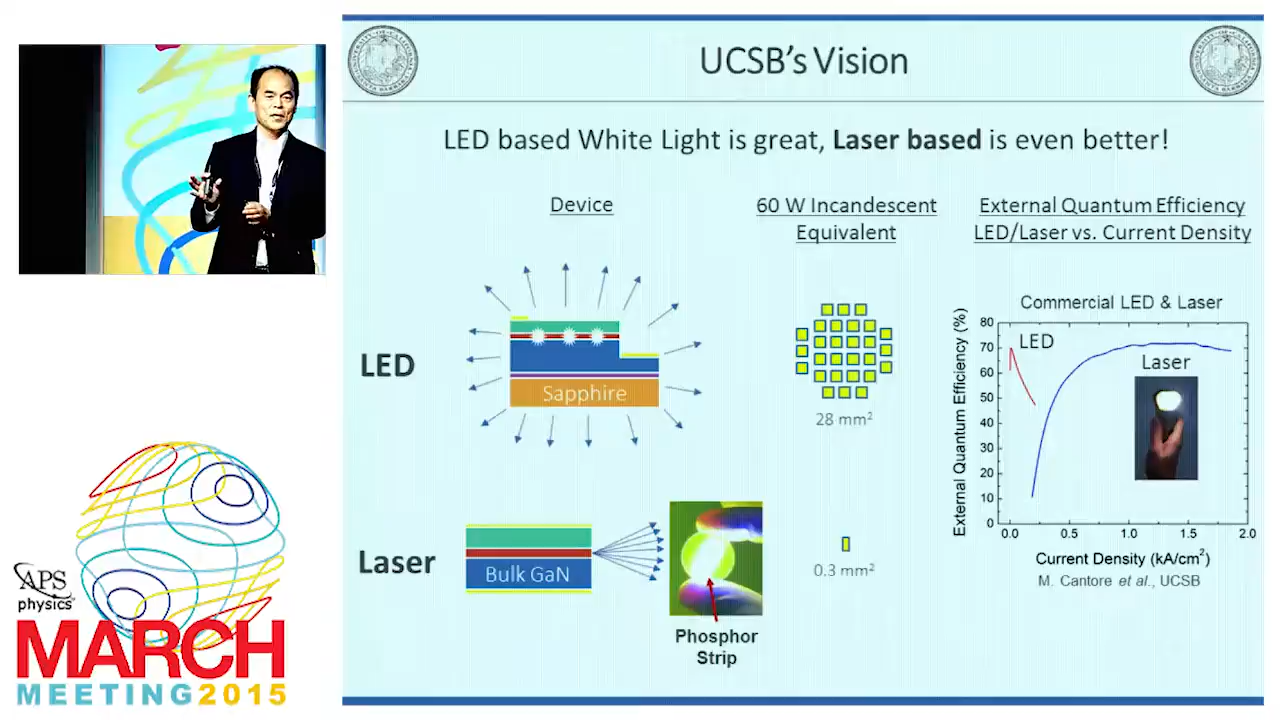 UCSB's Vision
LED based White Light is great, Laser based is even better!
Device
60 W Incandescent
Equivalent
External Quantum Efficiency
LED/Laser vs. Current Density
LED
Sapphire
28 mm²
Commercial LED & Laser
External Quantum Efficiency (%)
80
70
60
50
40
30
20
10
0
LED
Laser
0.0
0.5
1.0
1.5
2.0
Current Density (kA/cm²)
M. Cantore et al., UCSB
Laser
Bulk GaN
Phosphor
Strip
0.3 mm²
APS
physics™
MARCH
MEETING2015